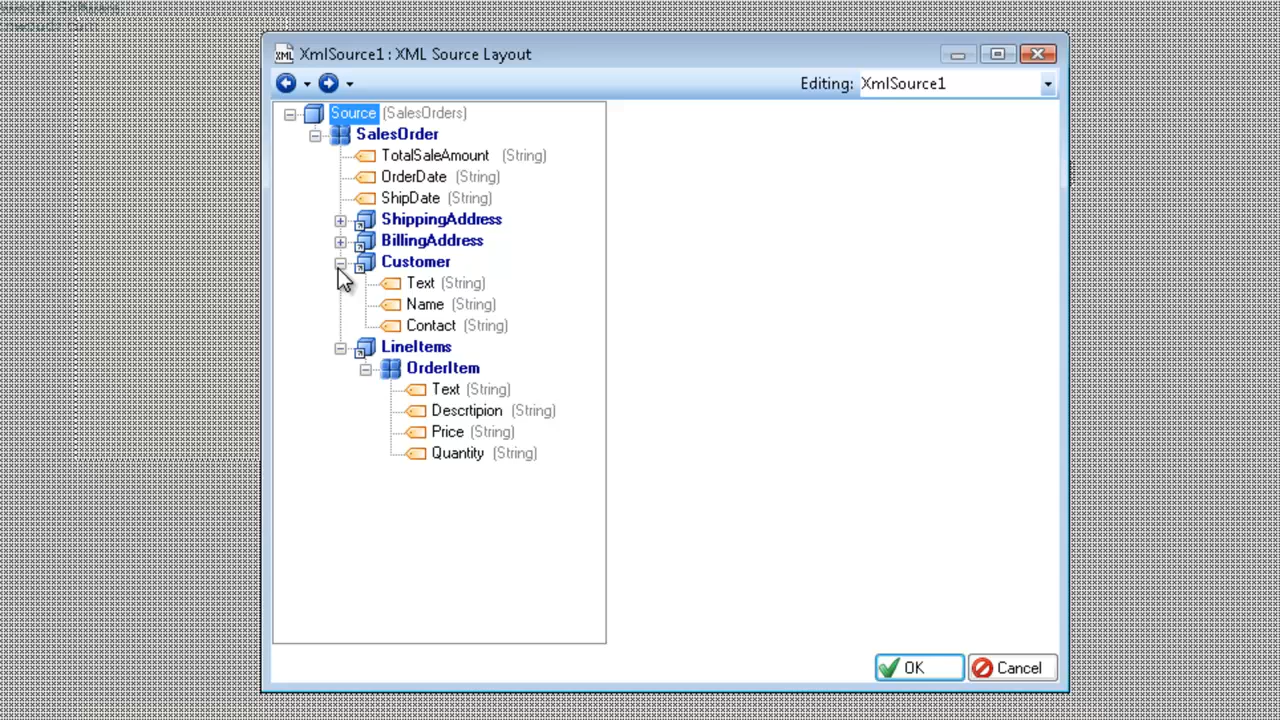 XML XmlSource1 : XML Source Layout
Editing: XmlSource1
Source (SalesOrders)
SalesOrder
TotalSaleAmount (String)
OrderDate (String)
ShipDate (String)
ShippingAddress
BillingAddress
Customer
Text (String)
Name (String)
Contact (String)
LineItems
OrderItem
Text (String)
Descrtipion (String)
Price (String)
Quantity (String)
OK Cancel